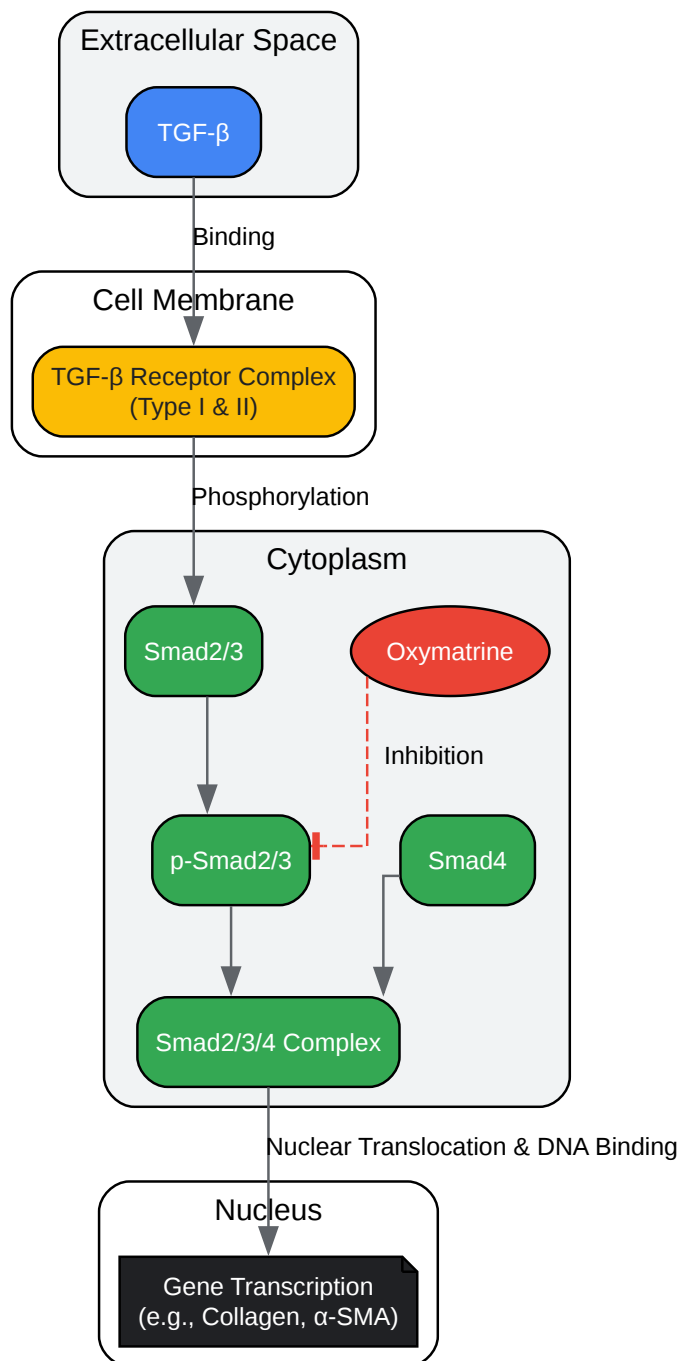 Extracellular Space
TGF-β
Binding
Cell Membrane
TGF-β Receptor Complex
(Type I & II)
Phosphorylation
Cytoplasm
Smad2/3
Oxymatrine
Inhibition
p-Smad2/3
Smad4
Smad2/3/4 Complex
Nuclear Translocation & DNA Binding
Nucleus
Gene Transcription
(e.g., Collagen, α-SMA)